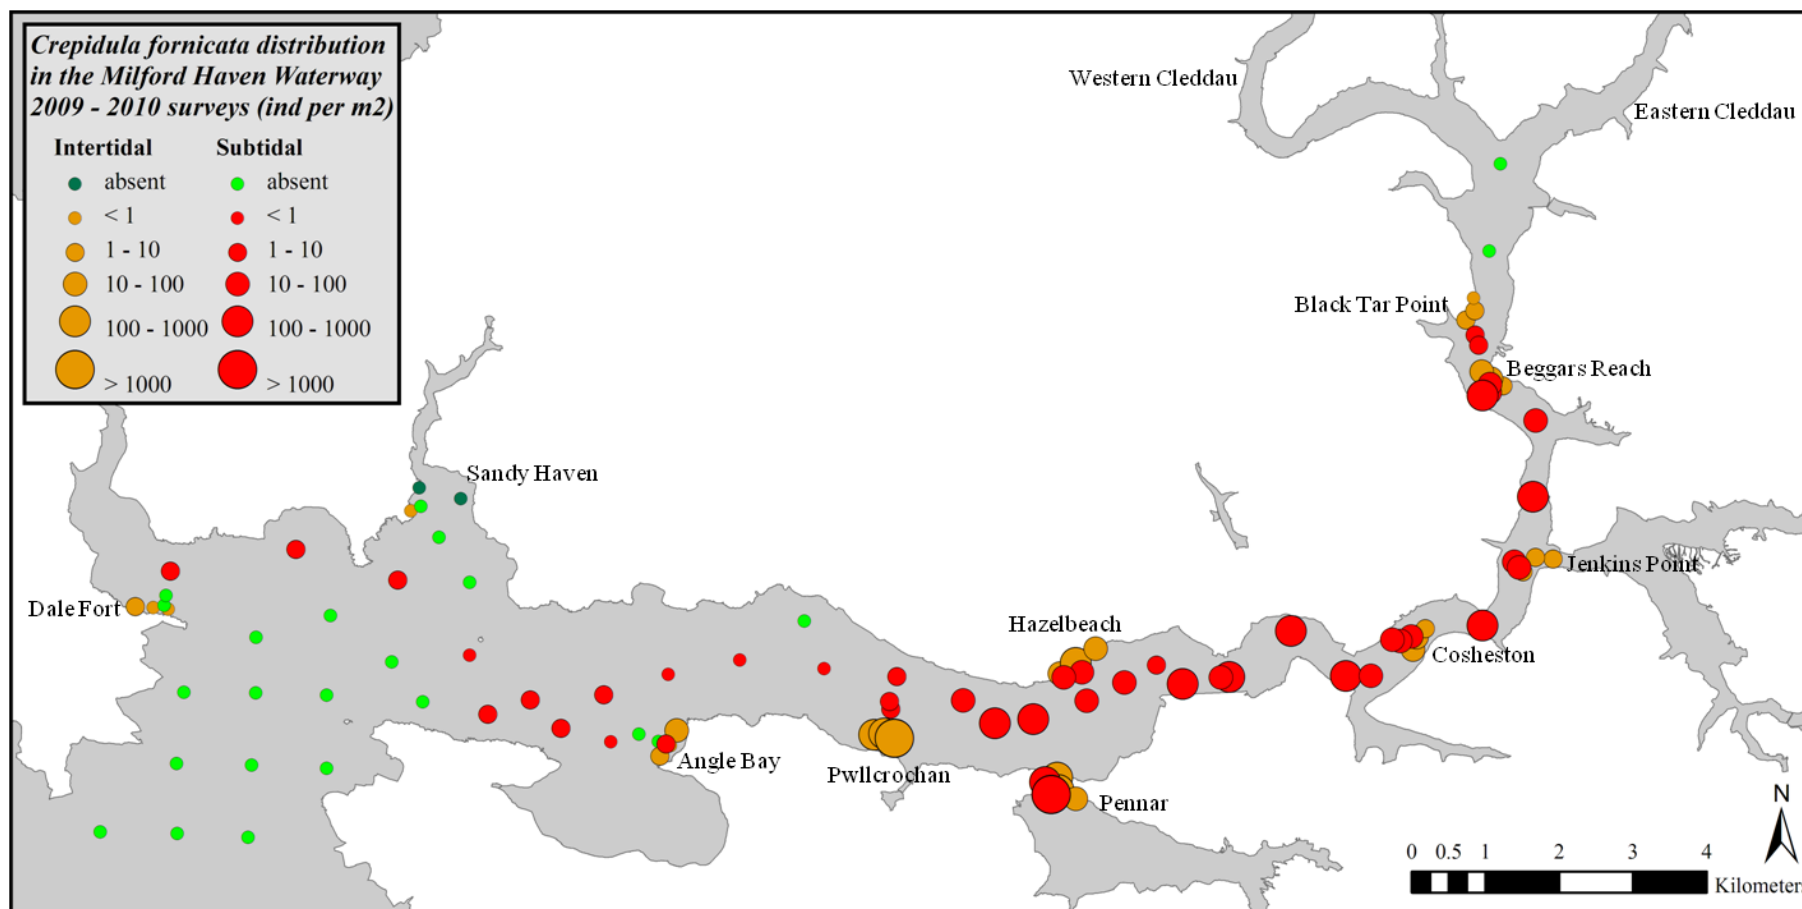 Crepidula fornicata distribution
in the Milford Haven Waterway
2009 - 2010 surveys (ind per m2)
Intertidal Subtidal
absent absent
< 1 < 1
1 - 10 1 - 10
10 - 100 10 - 100
100 - 1000 100 - 1000
> 1000 > 1000
Western Cleddau
Eastern Cleddau
Black Tar Point
Beggars Reach
Sandy Haven
Jenkins Point
Dale Fort
Hazelbeach
Cosheston
Angle Bay
Pwllcrochan
Pennar
N
0 0.5 1 2 3 4
Kilometers